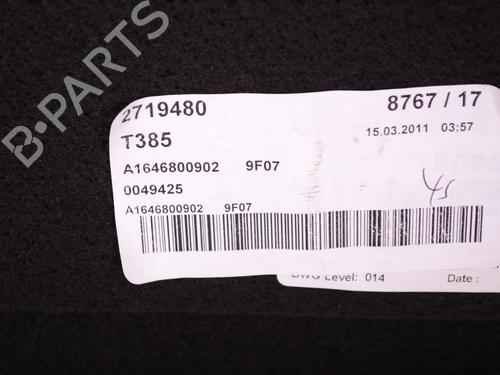 B-PARTS
2719480 8767 / 17
T385 15.03.2011 03:57
A1646800902 9F07
0049425
A1646800902 9F07
DWG Level: 014 Date :